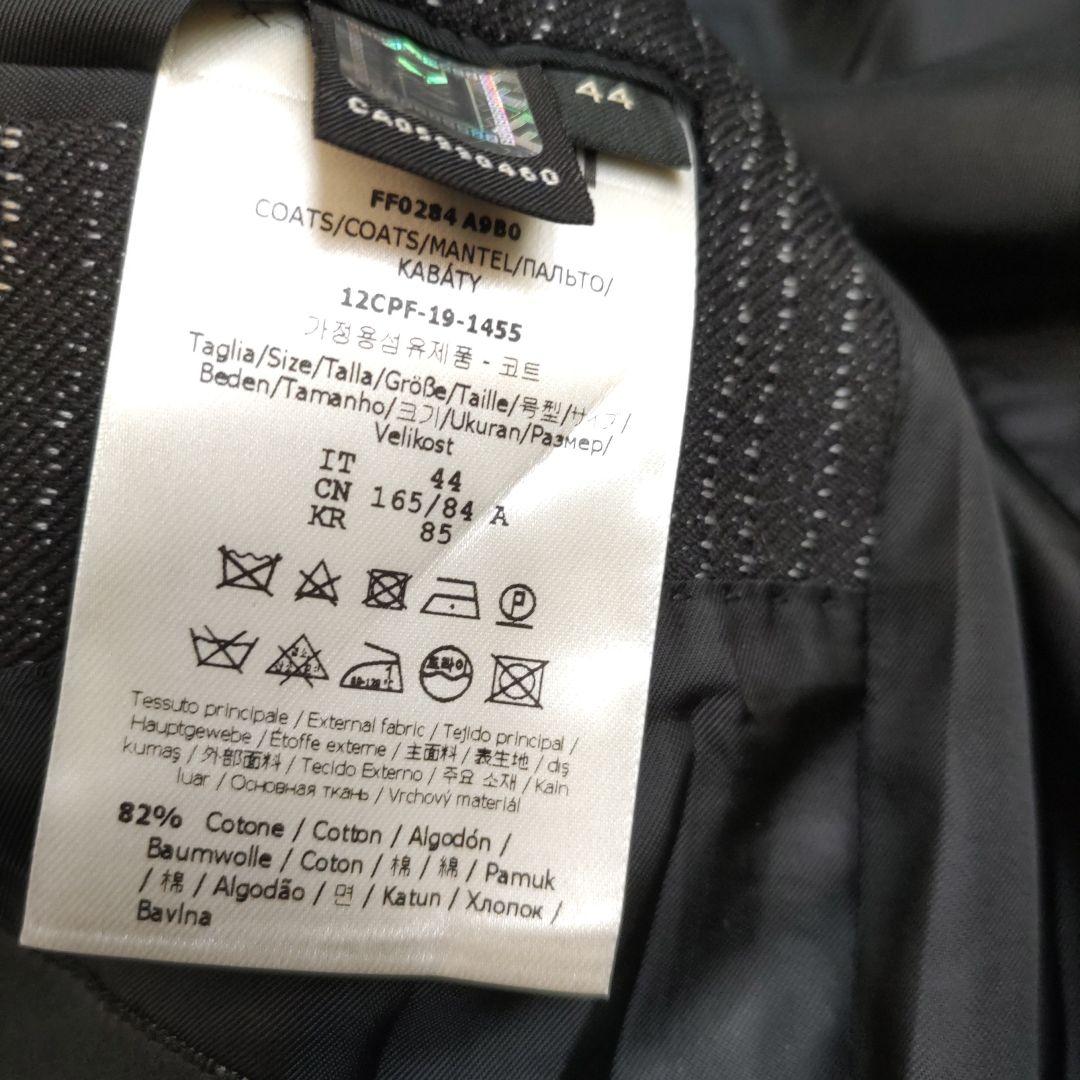 44
FF0284 A9B0
COATS/COATS/MANTEL/ПАЛЬТО/
KABÁTY
12CPF-19-1455
가정용섬유제품 - 코트
Taglia/Size/Talla/Größe/Taille/号型/サイズ/
Beden/Tamanho/크기/Ukuran/Размер/
Velikost
IT 44
CN 165/84 A
KR 85
P
드라이
Tessuto principale / External fabric / Tejido principal /
Hauptgewebe / Étoffe externe / 主面料 / 表生地 / dış
kumaş / 外部面料 / Tecido Externo / 주요 소재 / Kain
luar / Основная ткань / Vrchový materiál
82% Cotone / Cotton / Algodón /
Baumwolle / Coton / 棉 / 綿 / Pamuk
/ 棉 / Algodão / 면 / Katun / Хлопок /
Bavlna